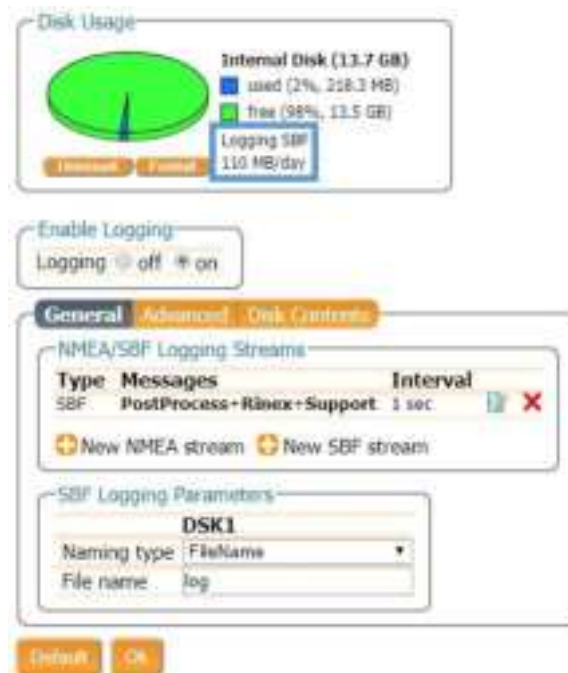 Disk Usage
Internal Disk (13.7 GB)
used (2%, 218.3 MB)
free (98%, 13.5 GB)
Logging SBF
110 MB/day
Unmount Format
Enable Logging
Logging off on
General Advanced Disk Contents
NMEA/SBF Logging Streams
Type Messages Interval
SBF PostProcess+Rinex+Support 1 sec
New NMEA stream New SBF stream
SBF Logging Parameters
DSK1
Naming type FileName
File name log
Default Ok